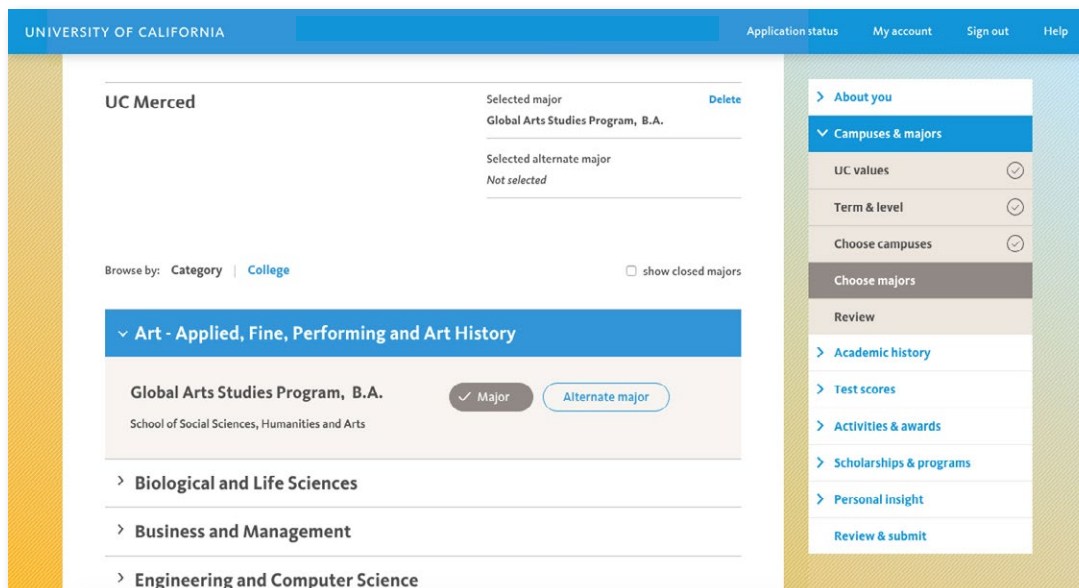 UNIVERSITY OF CALIFORNIA
Application status My account Sign out Help
UC Merced
Selected major Delete
Global Arts Studies Program, B.A.
Selected alternate major
Not selected
Browse by: Category | College
show closed majors
Art - Applied, Fine, Performing and Art History
Global Arts Studies Program, B.A.
Major
Alternate major
School of Social Sciences, Humanities and Arts
Biological and Life Sciences
Business and Management
Engineering and Computer Science
About you
Campuses & majors
UC values
Term & level
Choose campuses
Choose majors
Review
Academic history
Test scores
Activities & awards
Scholarships & programs
Personal insight
Review & submit